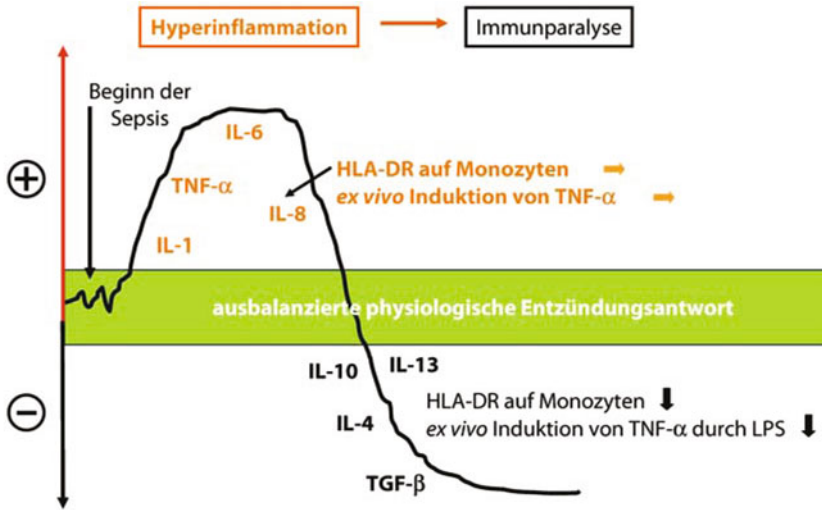 Hyperinflammation
Immunparalyse
Beginn der
Sepsis
IL-6
TNF-α
IL-8
IL-1
HLA-DR auf Monozyten
ex vivo Induktion von TNF-α
+
ausbalanzierte physiologische Entzündungsantwort
−
IL-10
IL-13
IL-4
TGF-β
HLA-DR auf Monozyten
ex vivo Induktion von TNF-α durch LPS